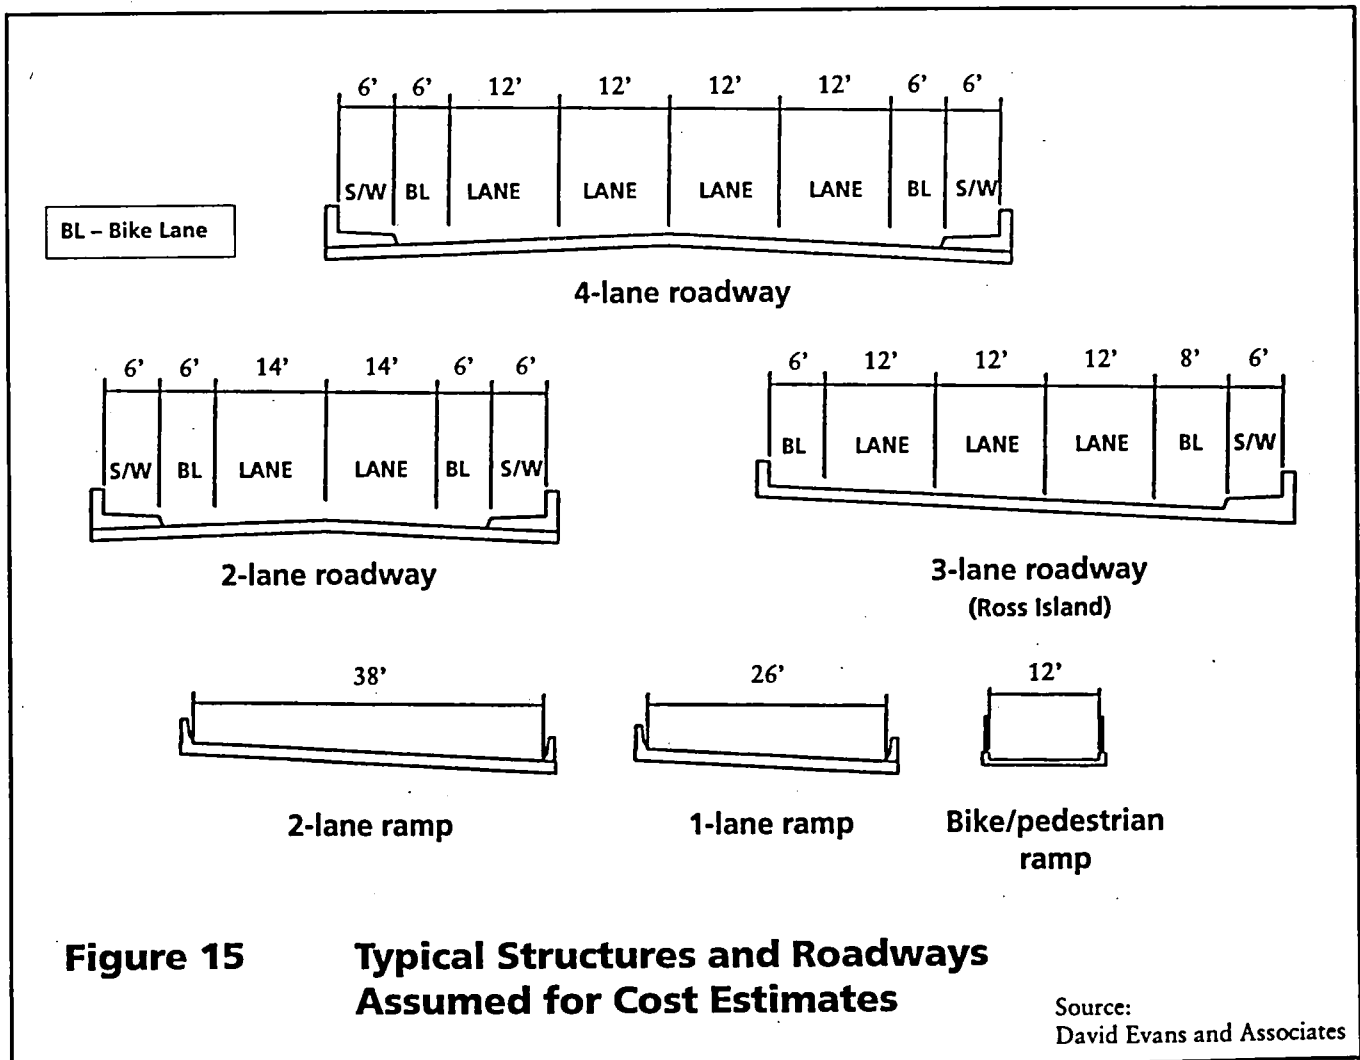 6' 6' 12' 12' 12' 12' 6' 6'
S/W BL LANE LANE LANE LANE BL S/W
BL – Bike Lane
4-lane roadway
6' 6' 14' 14' 6' 6'
S/W BL LANE LANE BL S/W
2-lane roadway
6' 12' 12' 12' 8' 6'
BL LANE LANE LANE BL S/W
3-lane roadway
(Ross Island)
38'
2-lane ramp
26'
1-lane ramp
12'
Bike/pedestrian
ramp
Figure 15 Typical Structures and Roadways
Assumed for Cost Estimates
Source:
David Evans and Associates